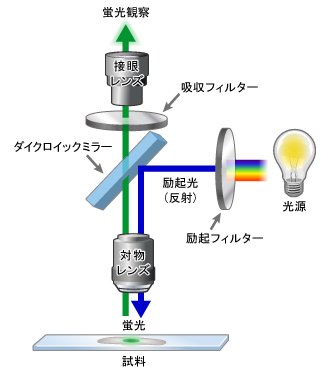 蛍光観察
接眼
レンズ
吸収フィルター
ダイクロイックミラー
励起光
(反射)
光源
励起フィルター
対物
レンズ
蛍光
試料